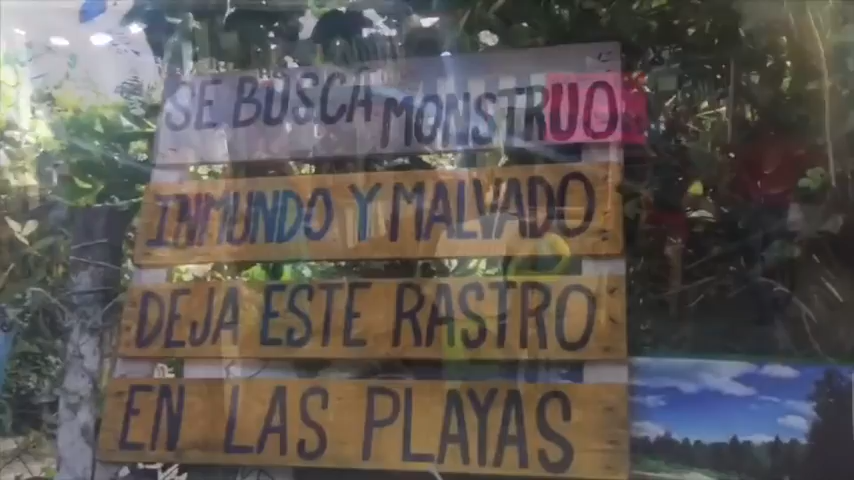 SE BUSCA MONSTRUO
INMUNDO Y MALVADO
DEJA ESTE RASTRO
EN LAS PLAYAS